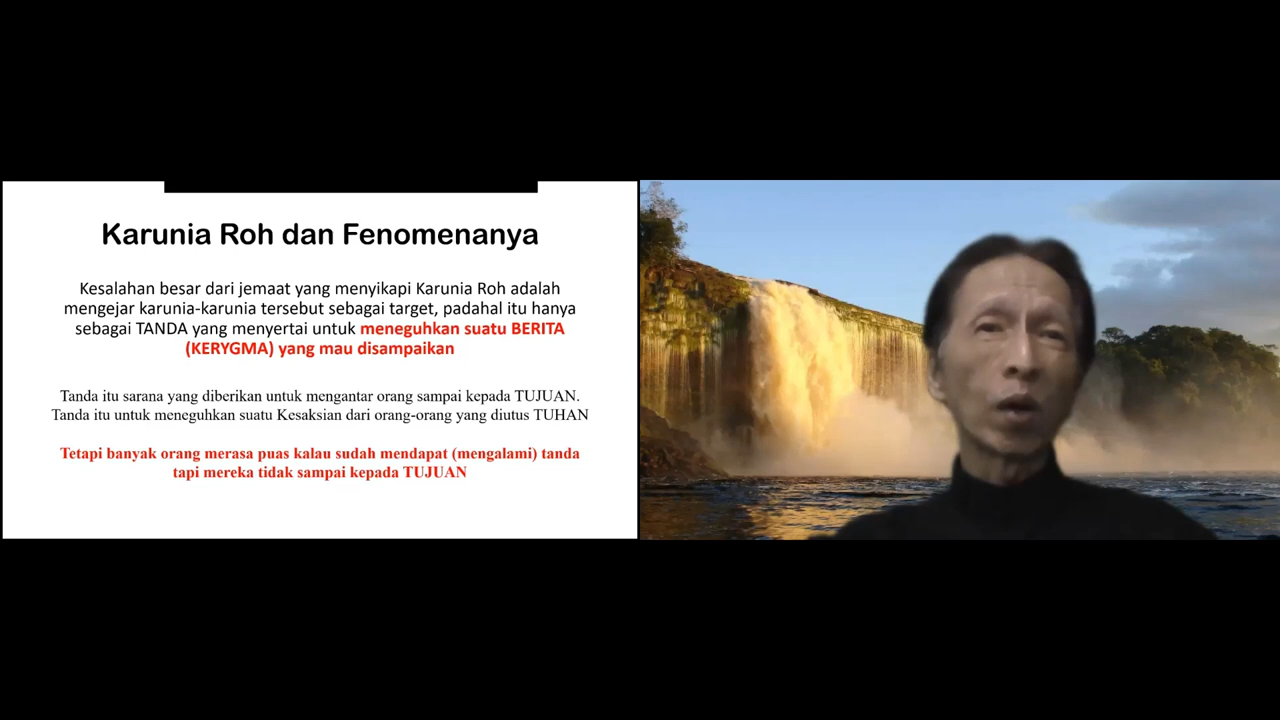 Karunia Roh dan Fenomenanya
Kesalahan besar dari jemaat yang menyikapi Karunia Roh adalah
mengejar karunia-karunia tersebut sebagai target, padahal itu hanya
sebagai TANDA yang menyertai untuk meneguhkan suatu BERITA
(KERYGMA) yang mau disampaikan
Tanda itu sarana yang diberikan untuk mengantar orang sampai kepada TUJUAN.
Tanda itu untuk meneguhkan suatu Kesaksian dari orang-orang yang diutus TUHAN
Tetapi banyak orang merasa puas kalau sudah mendapat (mengalami) tanda
tapi mereka tidak sampai kepada TUJUAN